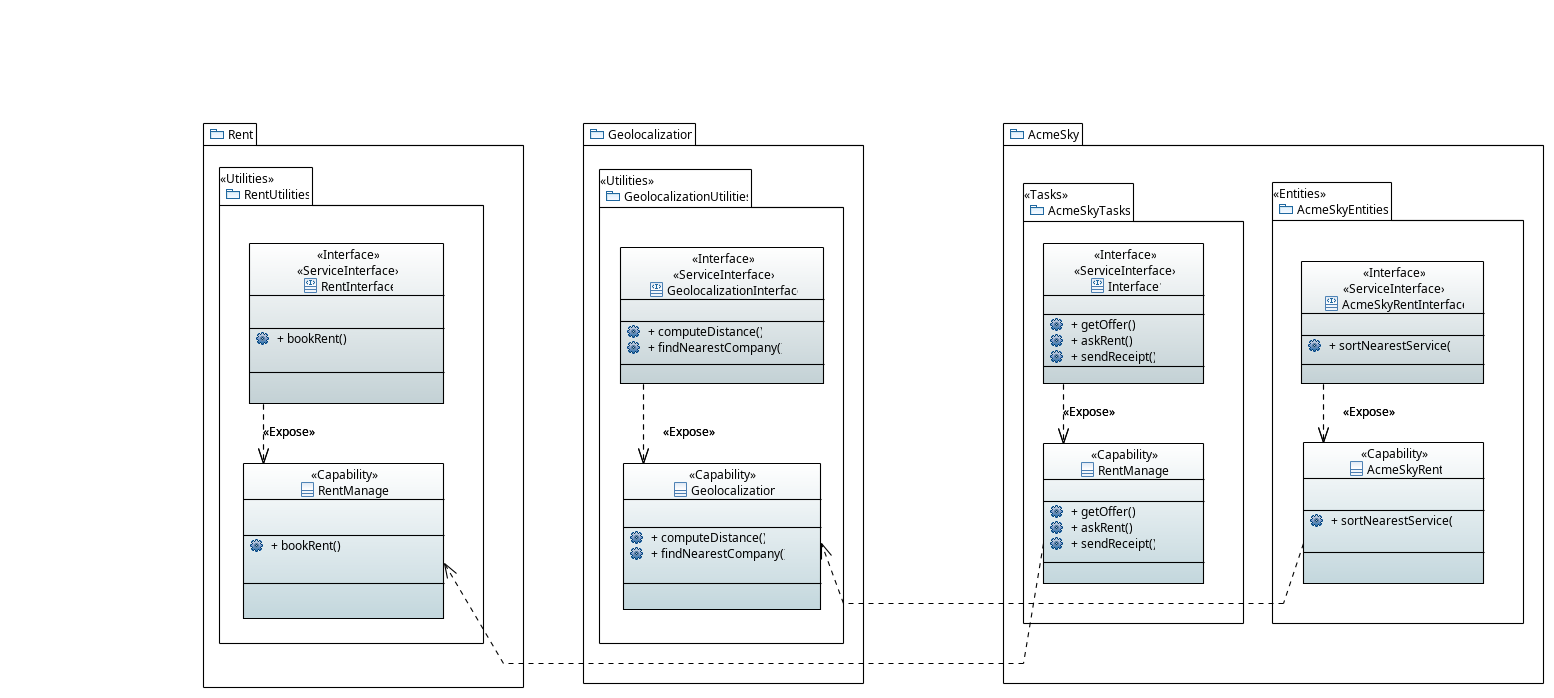 Rent
«Utilities»
RentUtilities
«Interface»
«ServiceInterface»
RentInterface
+ bookRent()
«Expose»
«Capability»
RentManage
+ bookRent()
Geolocalization
«Utilities»
GeolocalizationUtilities
«Interface»
«ServiceInterface»
GeolocalizationInterface
+ computeDistance()
+ findNearestCompany(
«Expose»
«Capability»
Geolocalization
+ computeDistance()
+ findNearestCompany(
AcmeSky
«Tasks»
AcmeSkyTasks
«Interface»
«ServiceInterface»
Interface
+ getOffer()
+ askRent()
+ sendReceipt()
«Expose»
«Capability»
RentManage
+ getOffer()
+ askRent()
+ sendReceipt()
«Entities»
AcmeSkyEntities
«Interface»
«ServiceInterface»
AcmeSkyRentInterface
+ sortNearestService(
«Expose»
«Capability»
AcmeSkyRent
+ sortNearestService(